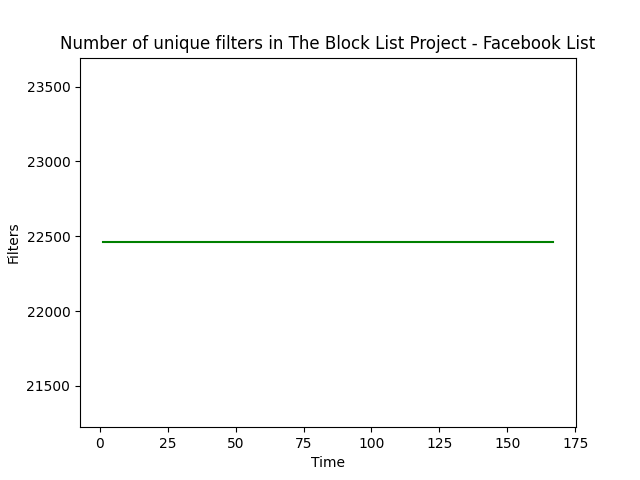 Number of unique filters in The Block List Project - Facebook List
23500
23000
22500
22000
21500
Filters
0 25 50 75 100 125 150 175
Time